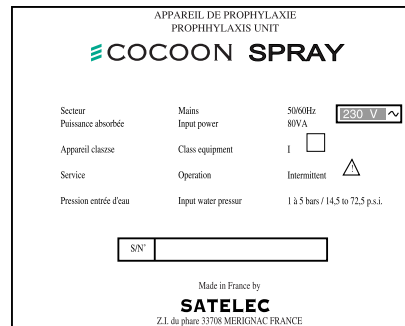 APPAREIL DE PROPHYLAXIE
PROPHHYLAXIS UNIT
COCOON SPRAY
Secteur Mains 50/60Hz 230 V ~
Puissance absorbée Input power 80VA
Appareil claszse Class equipment I
Service Operation Intermittent !
Pression entrée d'eau Input water pressur 1 à 5 bars / 14,5 to 72,5 p.s.i.
S/N°
Made in France by
SATELEC
Z.I. du phare 33708 MERIGNAC FRANCE